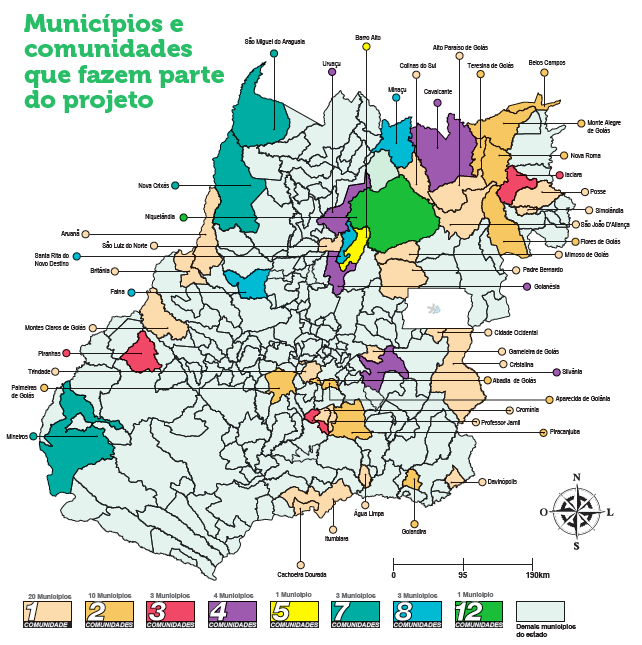 Municípios e
comunidades
que fazem parte
do projeto
São Miguel do Araguaia
Uruaçu
Barro Alto
Colinas do Sul
Alto Paraíso de Goiás
Teresina de Goiás
Belos Campos
Minaçu
Cavalcante
Monte Alegre
de Goiás
Nova Roma
Iaciara
Posse
Simolândia
São João D'Aliança
Flores de Goiás
Mimoso de Goiás
Padre Bernardo
Goianésia
Nova Crixás
Niquelândia
Aruanã
São Luiz do Norte
Santa Rita do
Novo Destino
Britânia
Faina
Montes Claros de Goiás
Piranhas
Trindade
Palmeiras
de Goiás
Mineiros
Cidade Ocidental
Gameleira de Goiás
Cristalina
Silvânia
Abadia de Goiás
Aparecida de Goiânia
Cromínia
Professor Jamil
Piracanjuba
Davinópolis
Água Limpa
Goiandira
Itumbiara
Cachoeira Dourada
N
O
L
S
0 95 190km
20 Municípios 10 Municípios 3 Municípios 4 Municípios 1 Município 3 Municípios 3 Municípios 1 Município
1 2 3 4 5 7 8 12
COMUNIDADE COMUNIDADES COMUNIDADES COMUNIDADES COMUNIDADES COMUNIDADES COMUNIDADES COMUNIDADES
Demais municípios
do estado